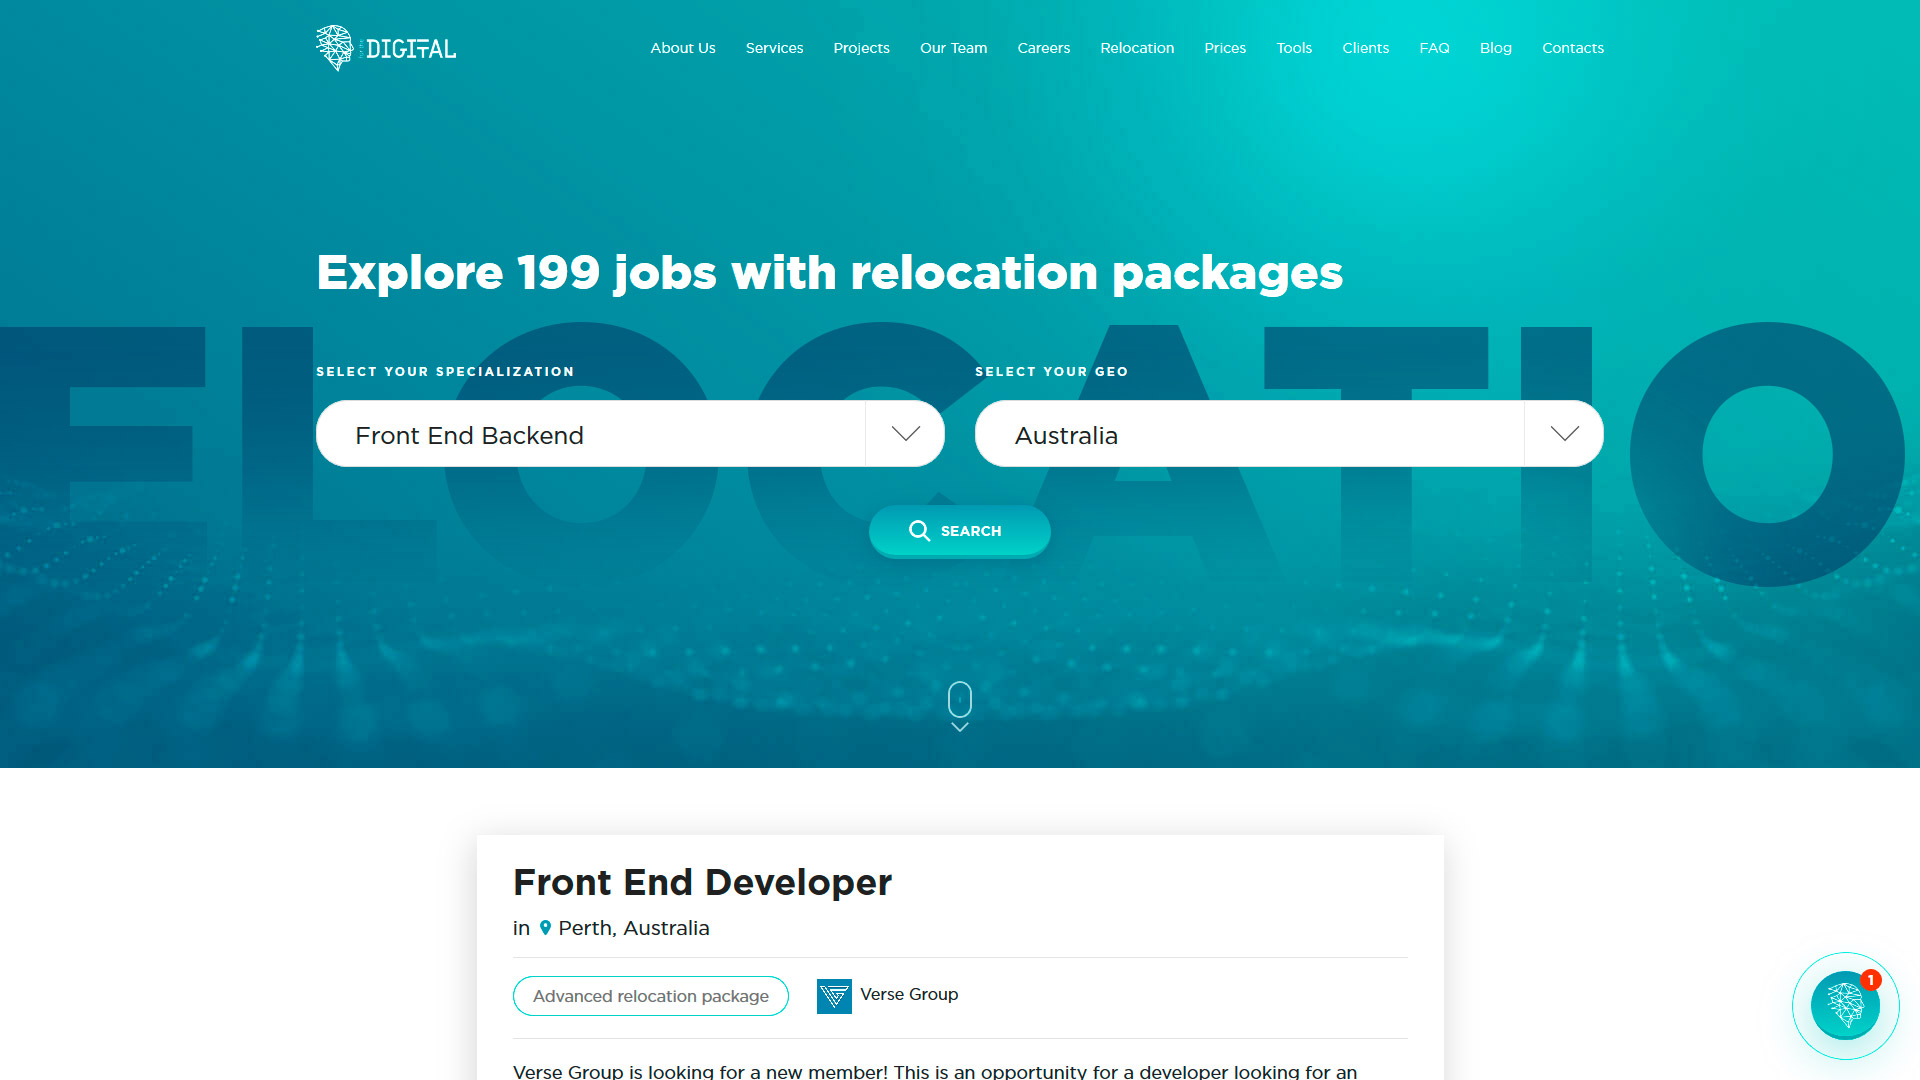 DIGITAL
About Us Services Projects Our Team Careers Relocation Prices Tools Clients FAQ Blog Contacts
Explore 199 jobs with relocation packages
ELOCATIO
SELECT YOUR SPECIALIZATION
Front End Backend
SELECT YOUR GEO
Australia
SEARCH
Front End Developer
in Perth, Australia
Advanced relocation package
Verse Group
Verse Group is looking for a new member! This is an opportunity for a developer looking for an
1